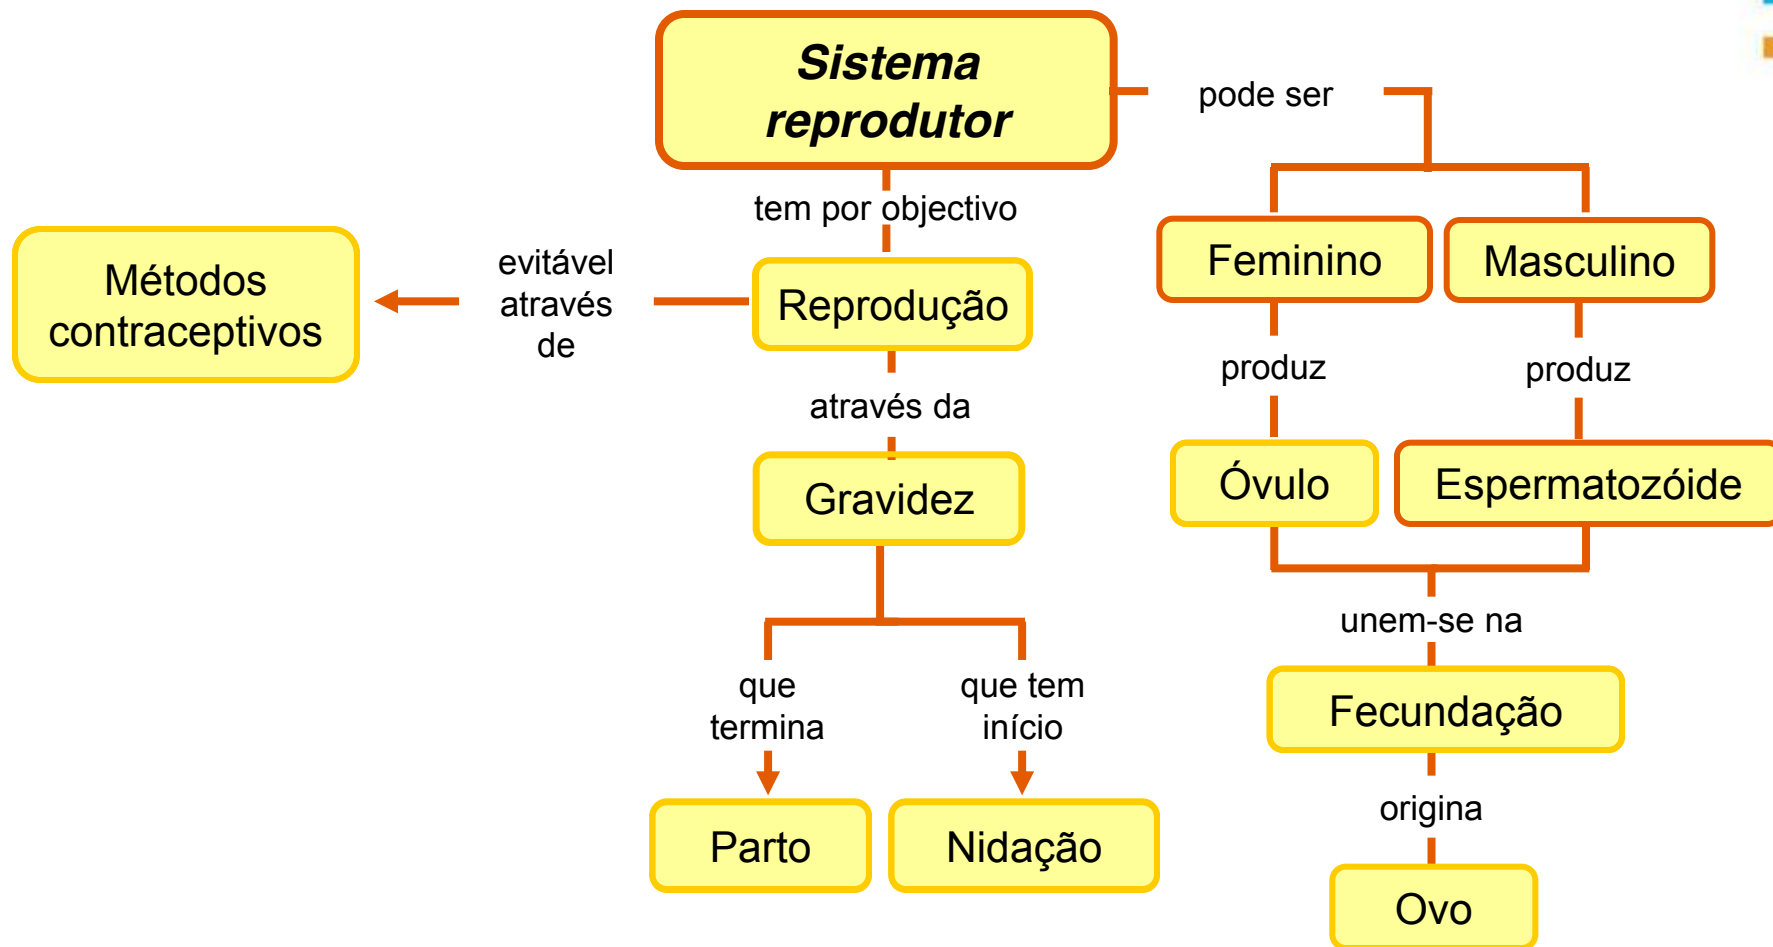 Sistema
reprodutor
pode ser
tem por objectivo
Feminino
Masculino
Métodos
contraceptivos
evitável
através
de
Reprodução
produz
produz
através da
Gravidez
Óvulo
Espermatozóide
unem-se na
que
termina
que tem
início
Fecundação
origina
Parto
Nidação
Ovo